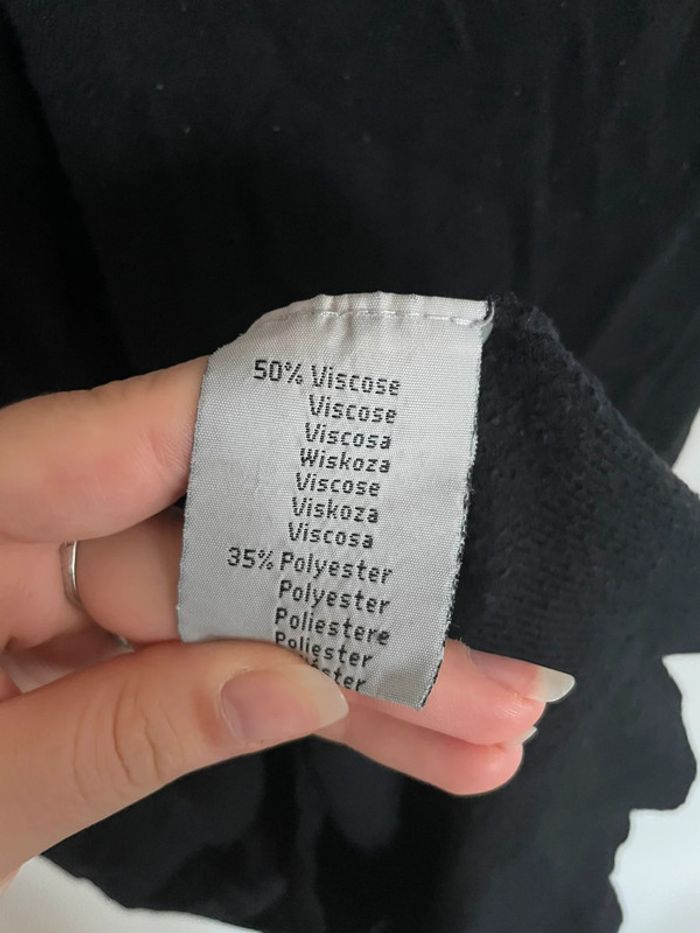 50% Viscose
Viscose
Viscosa
Wiskoza
Viscose
Viskoza
Viscosa
35% Polyester
Polyester
Poliestere
Poliester